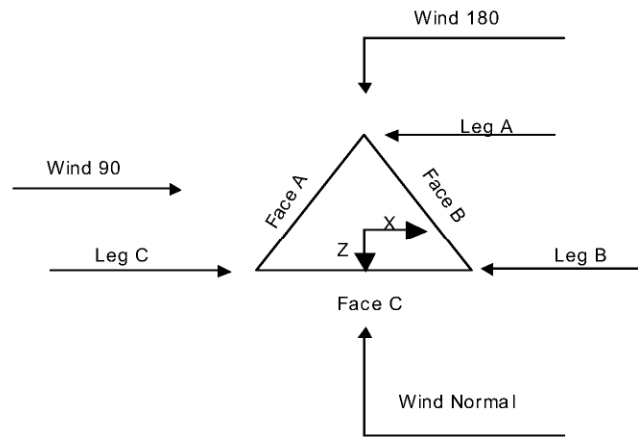 Wind 180
Leg A
Wind 90
Face A
Face B
X
Z
Leg C
Leg B
Face C
Wind Normal